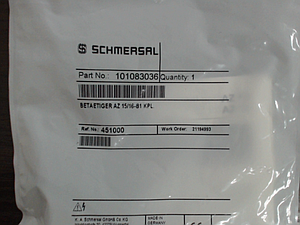 SCHMERSAL
Part No.: 101083036 Quantity: 1
BETAETIGER AZ 15/16-B1 KPL.
Ref.No.: 451000 Work Order:
K. A. Schmersal GmbH & Co. KG
MADE IN
GERMANY